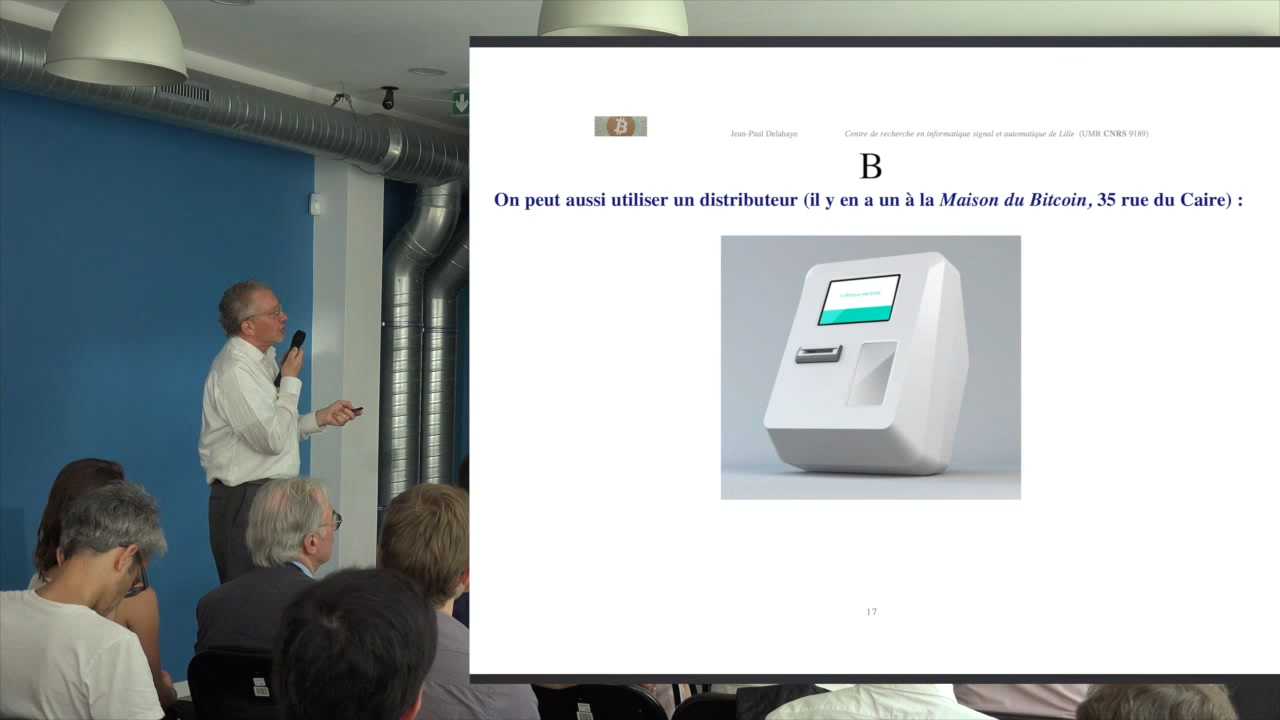 Jean-Paul Delahaye Centre de recherche en informatique signal et automatique de Lille (UMR CNRS 9189)
B
On peut aussi utiliser un distributeur (il y en a un à la Maison du Bitcoin, 35 rue du Caire) :
17